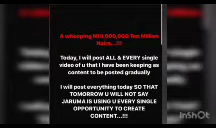 A whooping N10,000,000 Ten Million
Naira...!!!
Today, I will post ALL & EVERY single
video of u that I have been keeping as
content to be posted gradually
I will post everything today SO THAT
TOMORROW U WILL NOT SAY
JARUMA IS USING U EVERY SINGLE
OPPORTUNITY TO CREATE
CONTENT...!!!
InShOt